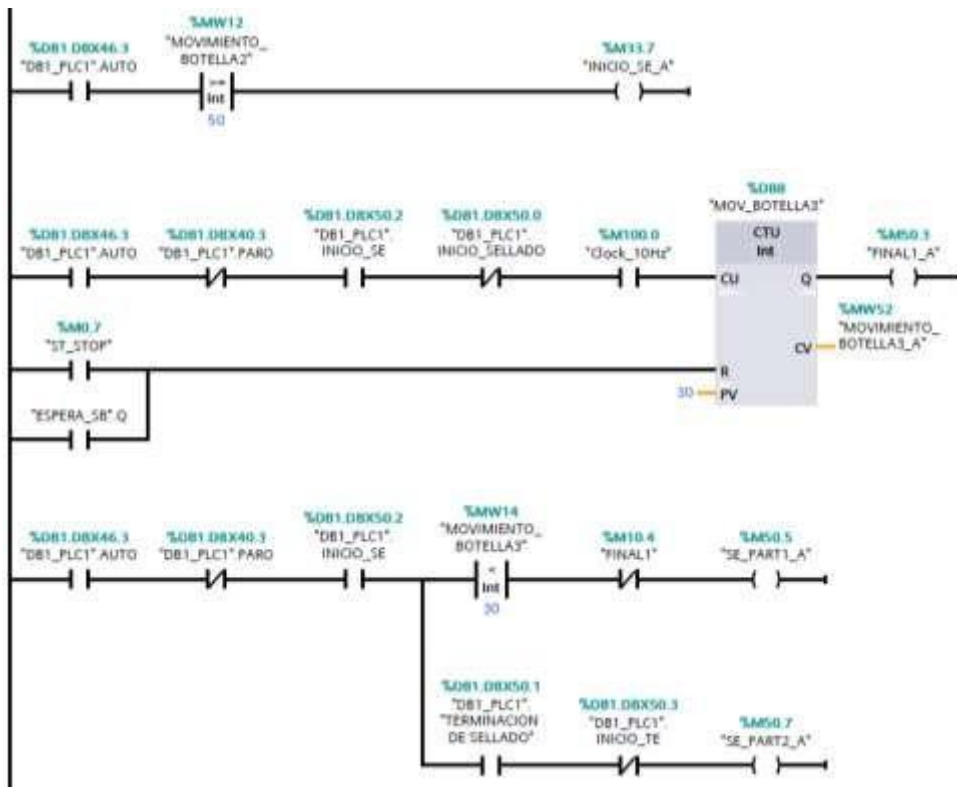 %MW12
%DB1.DBX46.3 "MOVIMIENTO_ %M33.7
"DB1_PLC1".AUTO BOTELLA2" "INICIO_SE_A"
>=
Int
50
%DB8
%DB1.DBX50.2 %DB1.DBX50.0 "MOV_BOTELLA3"
%DB1.DBX46.3 %DB1.DBX40.3 "DB1_PLC1". "DB1_PLC1". %M100.0 CTU %M50.3
"DB1_PLC1".AUTO "DB1_PLC1".PARO INICIO_SE INICIO_SELLADO "Clock_10Hz" Int "FINAL1_A"
CU Q
%M0.7 %MW52
"ST_STOP" "MOVIMIENTO_
CV BOTELLA3_A"
R
30 PV
"ESPERA_SB".Q
%DB1.DBX50.2 %MW14
%DB1.DBX46.3 %DB1.DBX40.3 "DB1_PLC1". "MOVIMIENTO_ %M10.4 %M50.5
"DB1_PLC1".AUTO "DB1_PLC1".PARO INICIO_SE BOTELLA3" "FINAL1" "SE_PART1_A"
<
Int
30
%DB1.DBX50.1 %DB1.DBX50.3
"DB1_PLC1". "DB1_PLC1". %M50.7
"TERMINACION INICIO_TE "SE_PART2_A"
DE SELLADO"